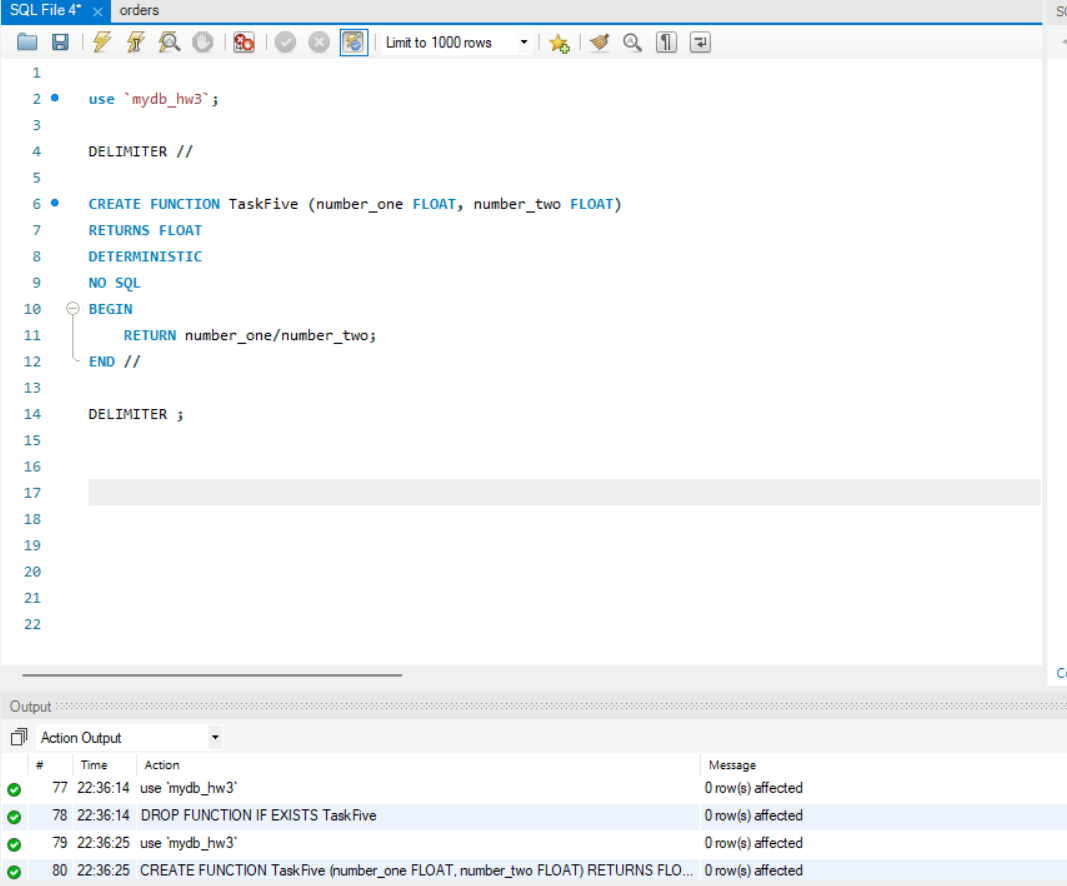 SQL File 4* orders
Limit to 1000 rows
1
2 use `mydb_hw3`;
3
4 DELIMITER //
5
6 CREATE FUNCTION TaskFive (number_one FLOAT, number_two FLOAT)
7 RETURNS FLOAT
8 DETERMINISTIC
9 NO SQL
10 BEGIN
11 RETURN number_one/number_two;
12 END //
13
14 DELIMITER ;
15
16
17
18
19
20
21
22
Output
Action Output
# Time Action Message
77 22:36:14 use `mydb_hw3` 0 row(s) affected
78 22:36:14 DROP FUNCTION IF EXISTS TaskFive 0 row(s) affected
79 22:36:25 use `mydb_hw3` 0 row(s) affected
80 22:36:25 CREATE FUNCTION TaskFive (number_one FLOAT, number_two FLOAT) RETURNS FLO... 0 row(s) affected